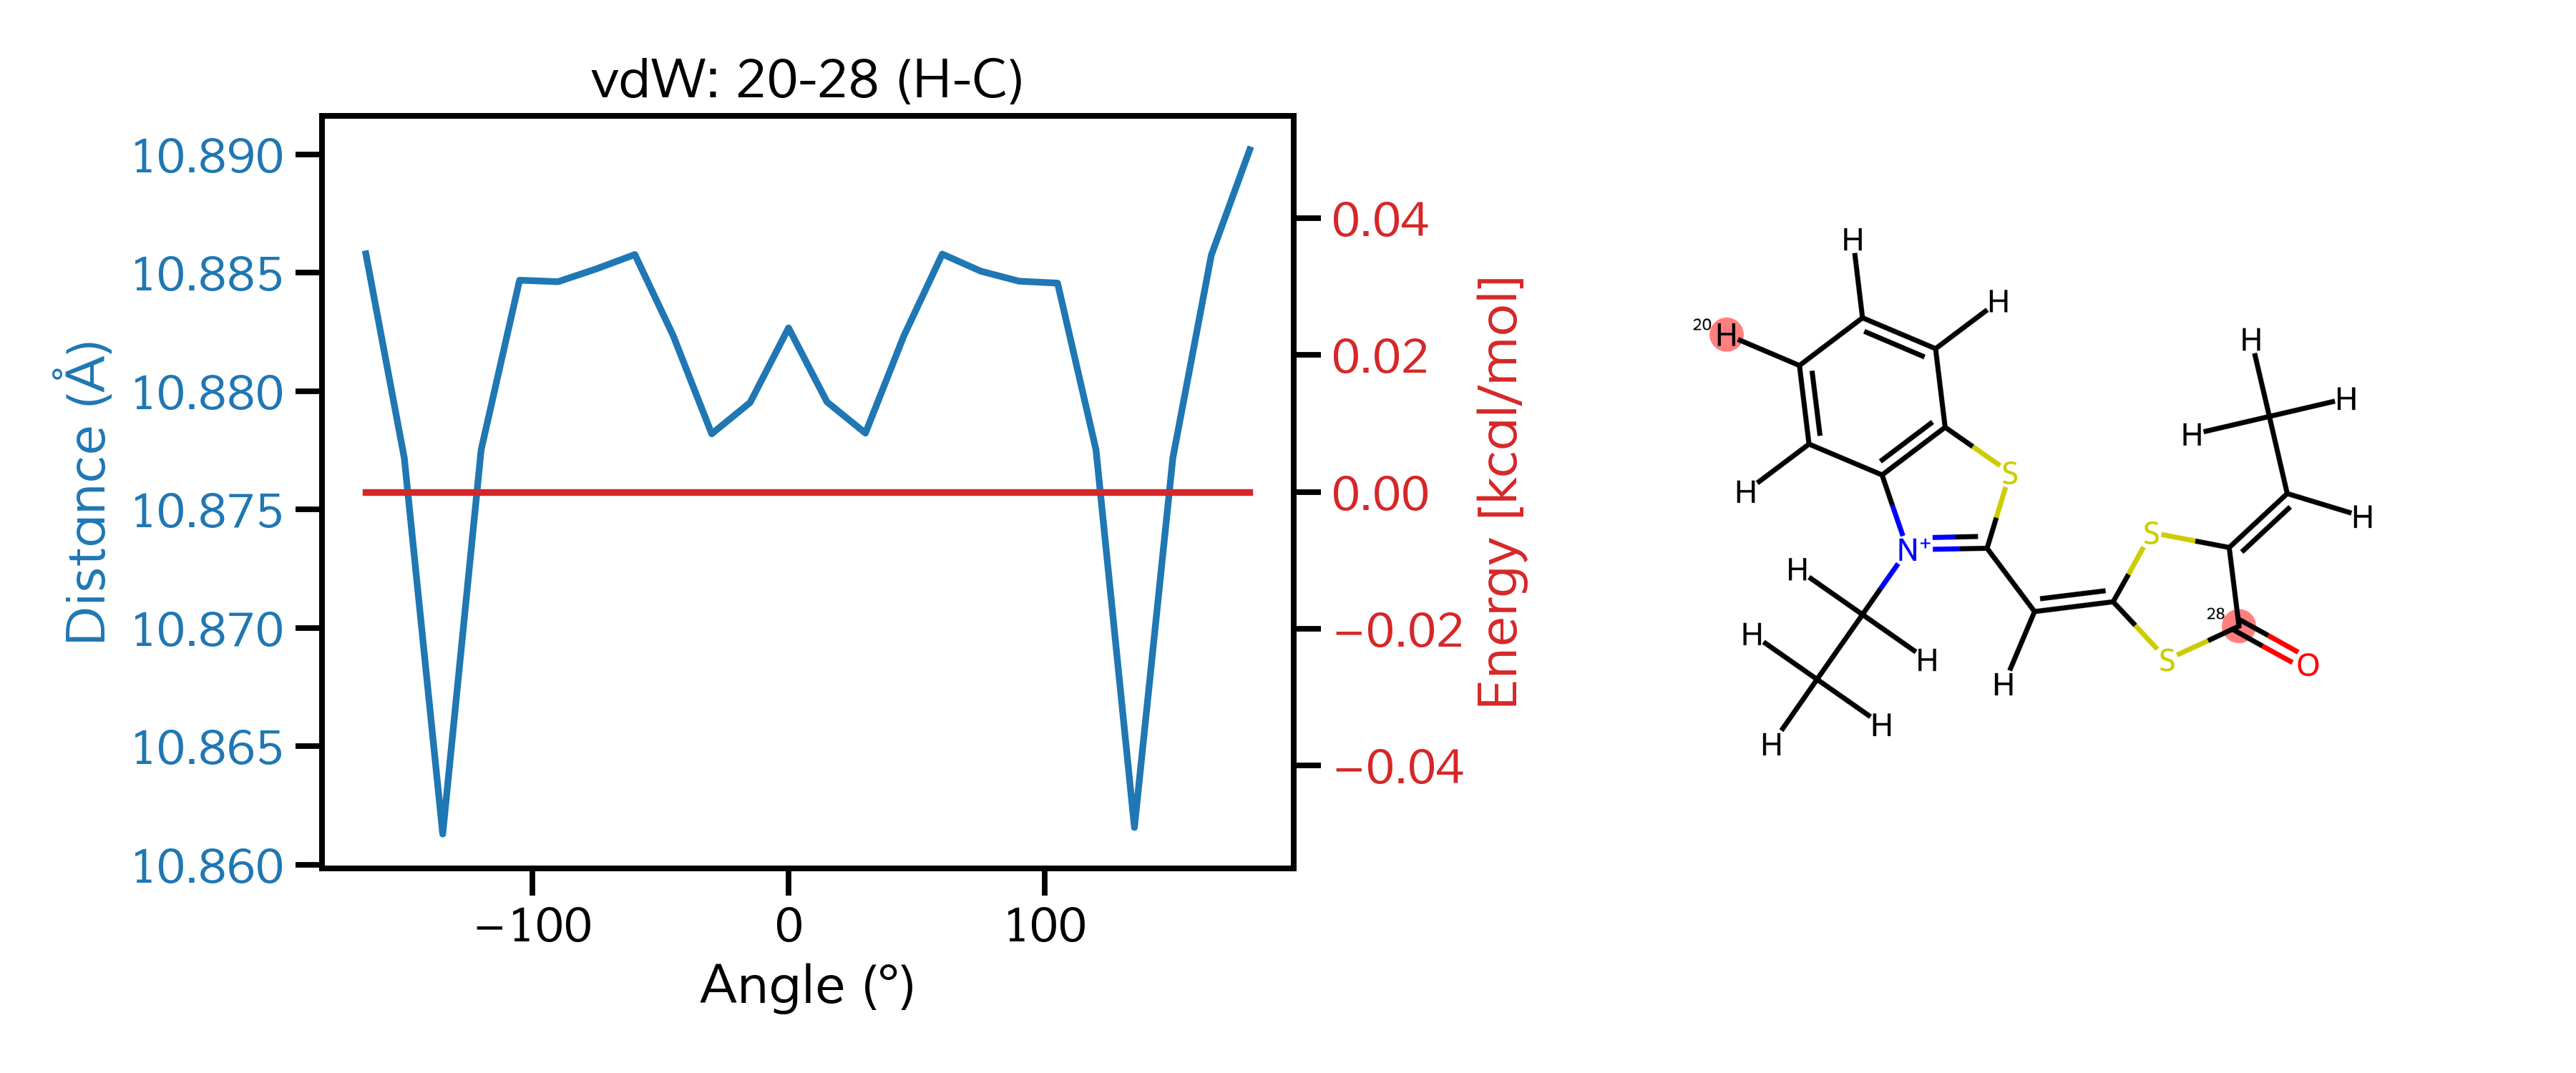 vdW: 20-28 (H-C)
10.890
10.885
10.880
10.875
10.870
10.865
10.860
Distance (Å)
−100
0
100
Angle (°)
0.04
0.02
0.00
−0.02
−0.04
Energy [kcal/mol]
H
H
20
H
H
H
H
H
S
H
H
S
N+
H
H
28
H
S
O
H
H
H